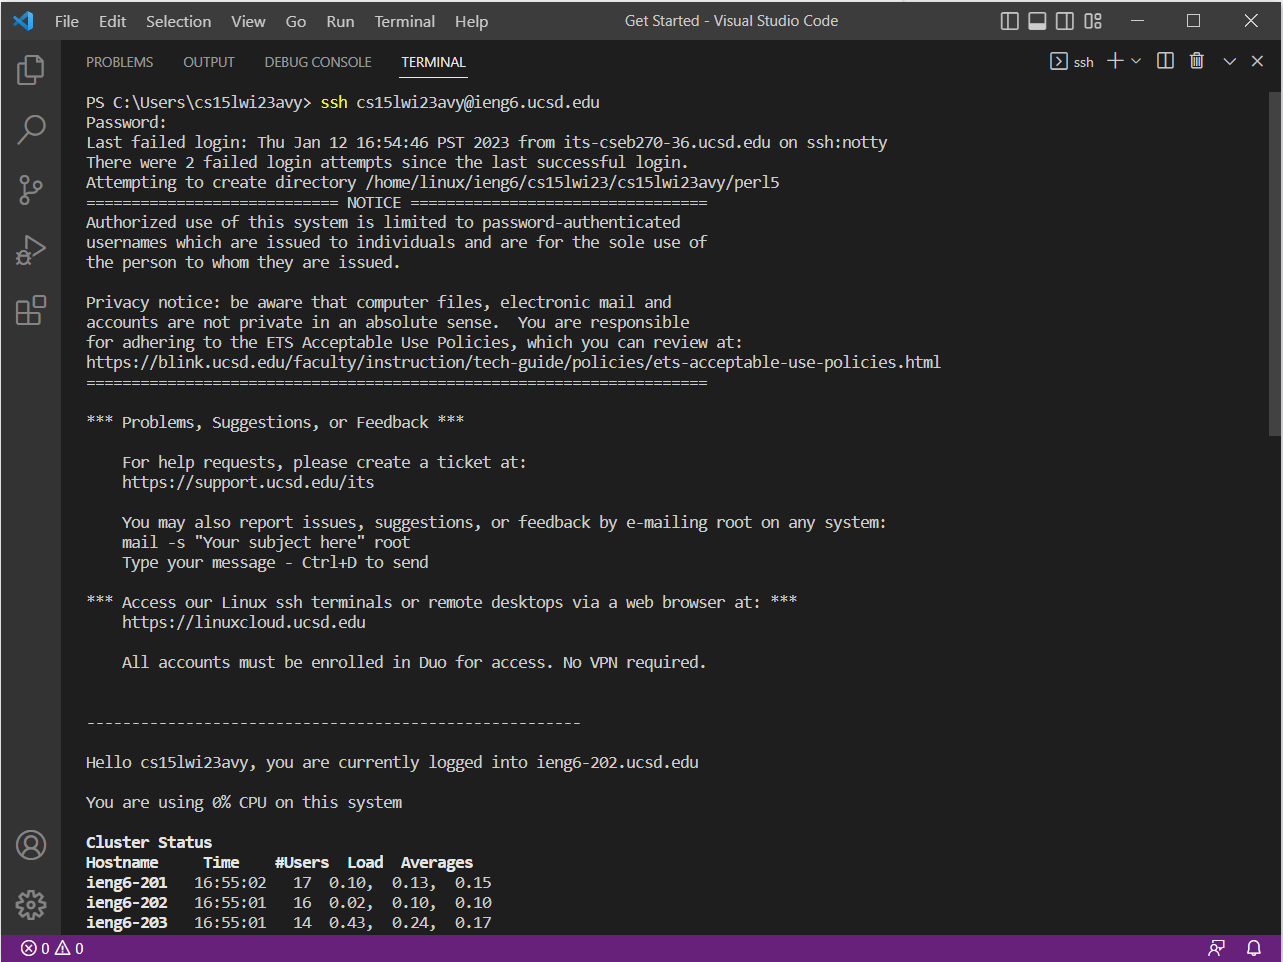 File Edit Selection View Go Run Terminal Help Get Started - Visual Studio Code
PROBLEMS OUTPUT DEBUG CONSOLE TERMINAL ssh
PS C:\Users\cs15lwi23avy> ssh cs15lwi23avy@ieng6.ucsd.edu
Password:
Last failed login: Thu Jan 12 16:54:46 PST 2023 from its-cseb270-36.ucsd.edu on ssh:notty
There were 2 failed login attempts since the last successful login.
Attempting to create directory /home/linux/ieng6/cs15lwi23/cs15lwi23avy/perl5
============================ NOTICE =================================
Authorized use of this system is limited to password-authenticated
usernames which are issued to individuals and are for the sole use of
the person to whom they are issued.
Privacy notice: be aware that computer files, electronic mail and
accounts are not private in an absolute sense.  You are responsible
for adhering to the ETS Acceptable Use Policies, which you can review at:
https://blink.ucsd.edu/faculty/instruction/tech-guide/policies/ets-acceptable-use-policies.html
=====================================================================
*** Problems, Suggestions, or Feedback ***
For help requests, please create a ticket at:
https://support.ucsd.edu/its
You may also report issues, suggestions, or feedback by e-mailing root on any system:
mail -s "Your subject here" root
Type your message - Ctrl+D to send
*** Access our Linux ssh terminals or remote desktops via a web browser at: ***
https://linuxcloud.ucsd.edu
All accounts must be enrolled in Duo for access. No VPN required.
-------------------------------------------------------
Hello cs15lwi23avy, you are currently logged into ieng6-202.ucsd.edu
You are using 0% CPU on this system
Cluster Status
Hostname     Time    #Users  Load  Averages
ieng6-201   16:55:02   17  0.10,  0.13,  0.15
ieng6-202   16:55:01   16  0.02,  0.10,  0.10
ieng6-203   16:55:01   14  0.43,  0.24,  0.17
0 0